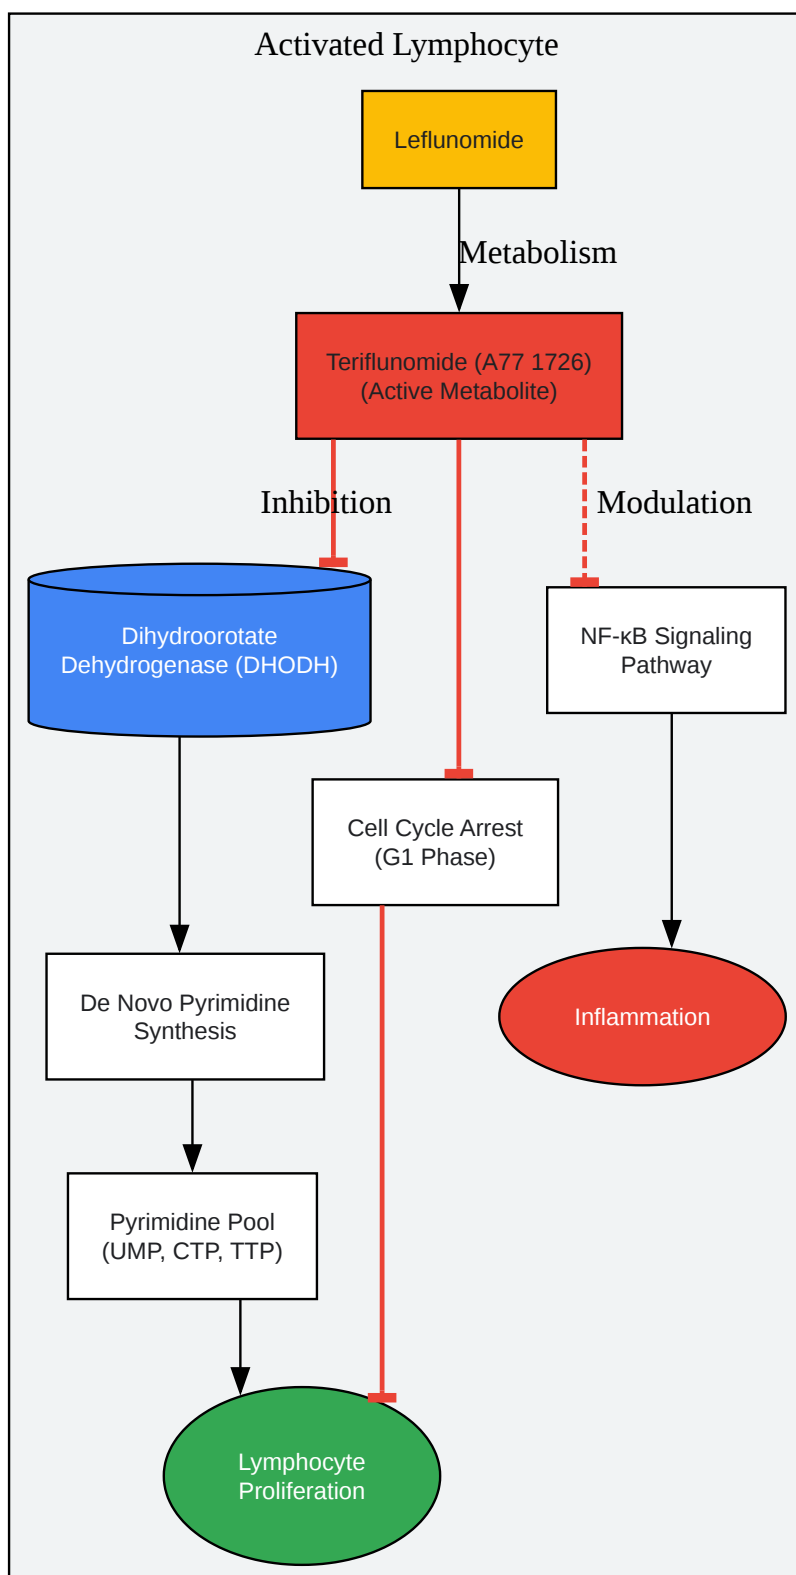 Activated Lymphocyte
Leflunomide
Metabolism
Teriflunomide (A77 1726)
(Active Metabolite)
Inhibition
Modulation
Dihydroorotate
Dehydrogenase (DHODH)
NF-κB Signaling
Pathway
Cell Cycle Arrest
(G1 Phase)
De Novo Pyrimidine
Synthesis
Inflammation
Pyrimidine Pool
(UMP, CTP, TTP)
Lymphocyte
Proliferation